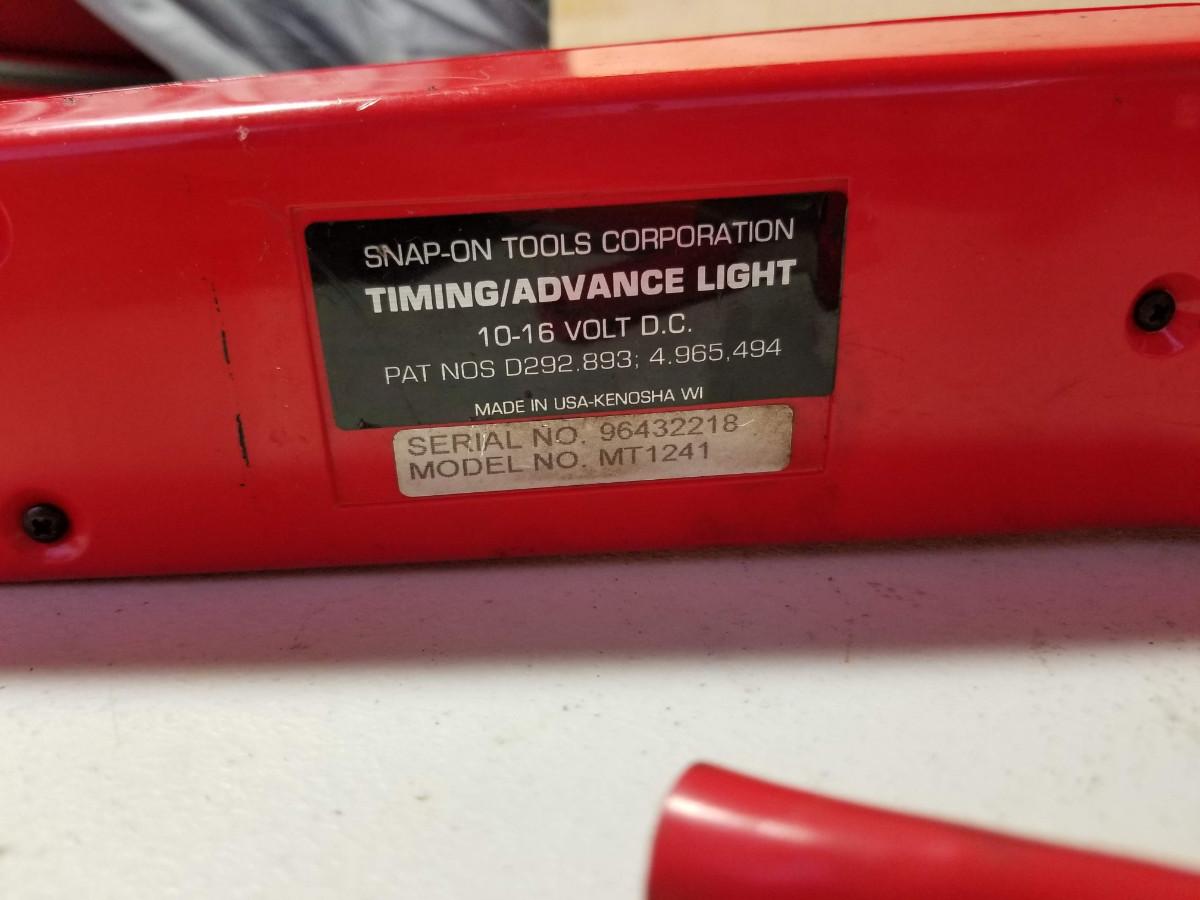 SNAP-ON TOOLS CORPORATION
TIMING/ADVANCE LIGHT
10-16 VOLT D.C.
PAT NOS D292.893; 4.965,494
MADE IN USA-KENOSHA WI
SERIAL NO. 96432218
MODEL NO. MT1241